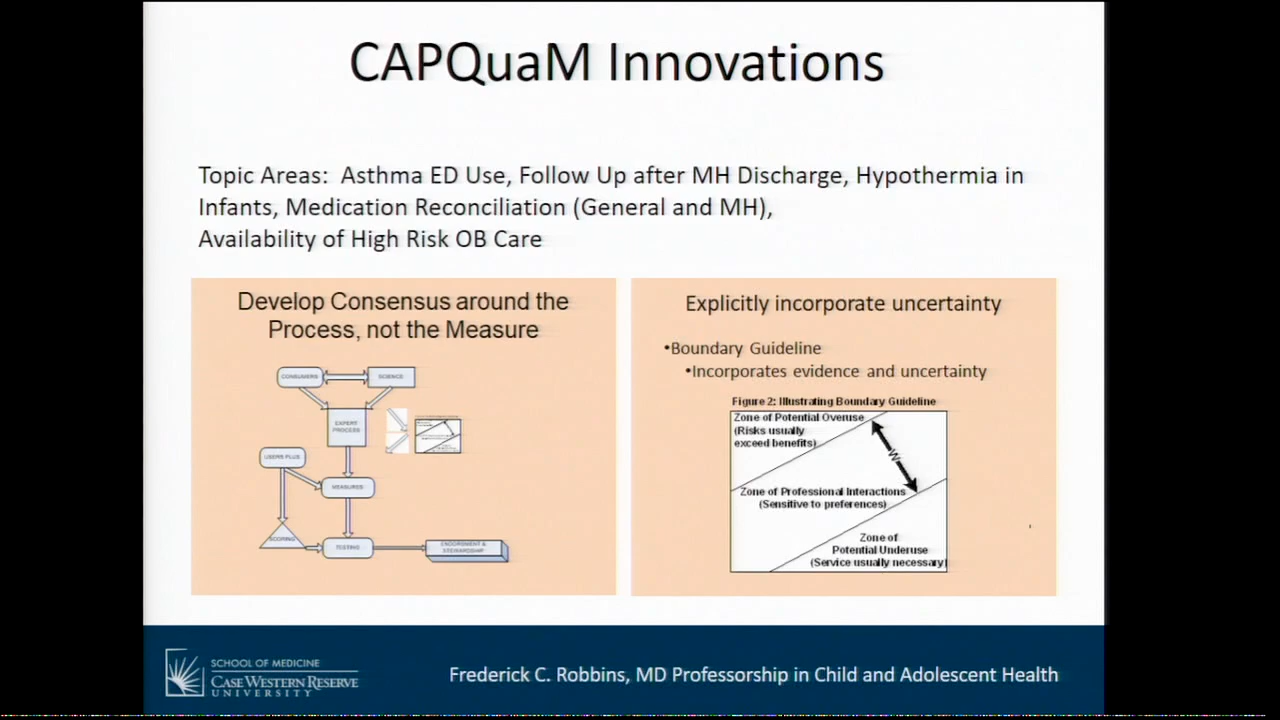 CAPQuaM Innovations
Topic Areas: Asthma ED Use, Follow Up after MH Discharge, Hypothermia in
Infants, Medication Reconciliation (General and MH),
Availability of High Risk OB Care
Develop Consensus around the
Process, not the Measure
CONSUMERS
SCIENCE
EXPERT
PROCESS
USERS PLUS
MEASURES
SCORING
TESTING
ENDORSMENT &
STEWARDSHIP
Explicitly incorporate uncertainty
•Boundary Guideline
•Incorporates evidence and uncertainty
Figure 2: Illustrating Boundary Guideline
Zone of Potential Overuse
(Risks usually
exceed benefits)
W
Zone of Professional Interactions
(Sensitive to preferences)
Zone of
Potential Underuse
(Service usually necessary)
SCHOOL OF MEDICINE
CASE WESTERN RESERVE
UNIVERSITY
Frederick C. Robbins, MD Professorship in Child and Adolescent Health